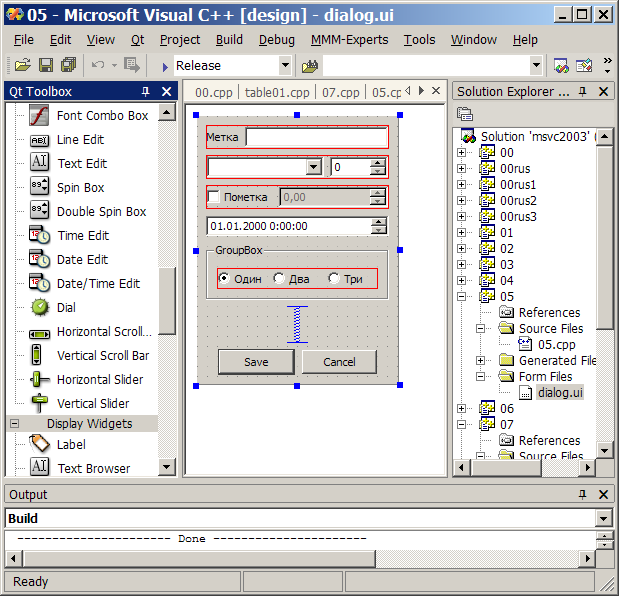 05 - Microsoft Visual C++ [design] - dialog.ui
File Edit View Qt Project Build Debug MMM-Experts Tools Window Help
Release
Qt Toolbox
Font Combo Box
Line Edit
Text Edit
Spin Box
Double Spin Box
Time Edit
Date Edit
Date/Time Edit
Dial
Horizontal Scroll...
Vertical Scroll Bar
Horizontal Slider
Vertical Slider
Display Widgets
Label
Text Browser
00.cpp table01.cpp 07.cpp 05.cp
Метка
0
Пометка 0,00
01.01.2000 0:00:00
GroupBox
Один Два Три
Save Cancel
Solution Explorer ...
Solution 'msvc2003' (
00
00rus
00rus1
00rus2
00rus3
01
02
03
04
05
References
Source Files
05.cpp
Generated File
Form Files
dialog.ui
06
07
References
Source Files
Output
Build
---------------------- Done ----------------------
Ready